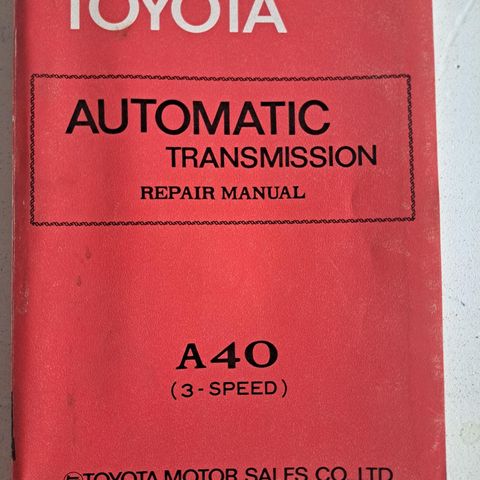 TOYOTA
AUTOMATIC
TRANSMISSION
REPAIR MANUAL
A40
(3-SPEED)
TOYOTA MOTOR SALES CO. LTD